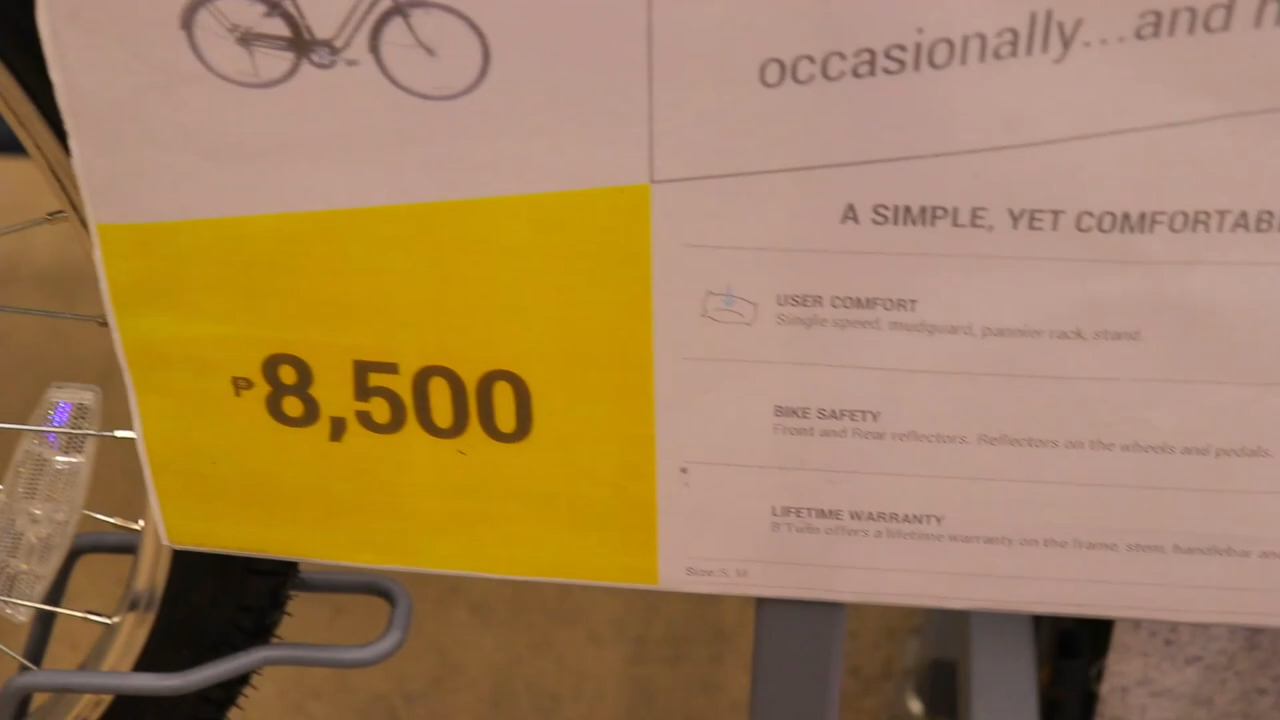 occasionally...and
₱8,500
A SIMPLE, YET COMFORTAB
USER COMFORT
Single speed, mudguard, pannier rack, stand.
BIKE SAFETY
Front and Rear reflectors. Reflectors on the wheels and pedals.
LIFETIME WARRANTY
B'Twin offers a lifetime warranty on the frame, stem, handlebar an
Size: S, M